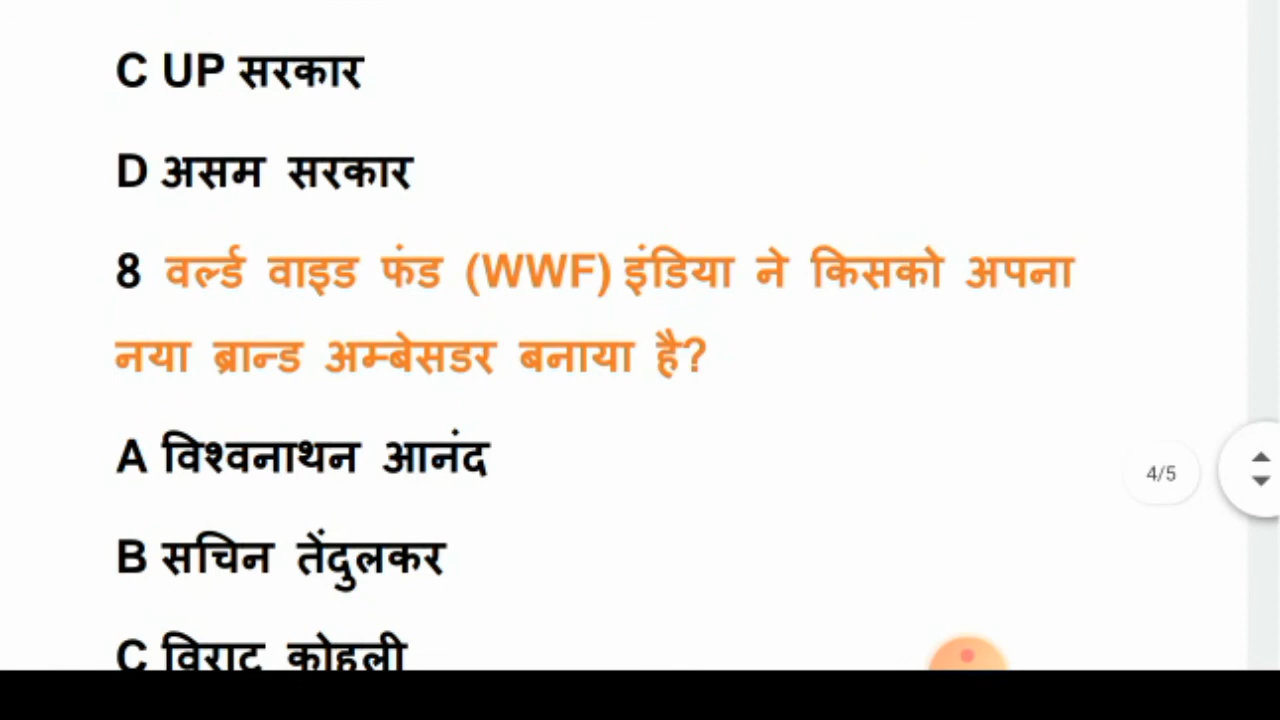 C UP सरकार
D असम सरकार
8 वर्ल्ड वाइड फंड (WWF) इंडिया ने किसको अपना
नया ब्रान्ड अम्बेसडर बनाया है?
A विश्वनाथन आनंद
4/5
B सचिन तेंदुलकर
C विराट कोहली